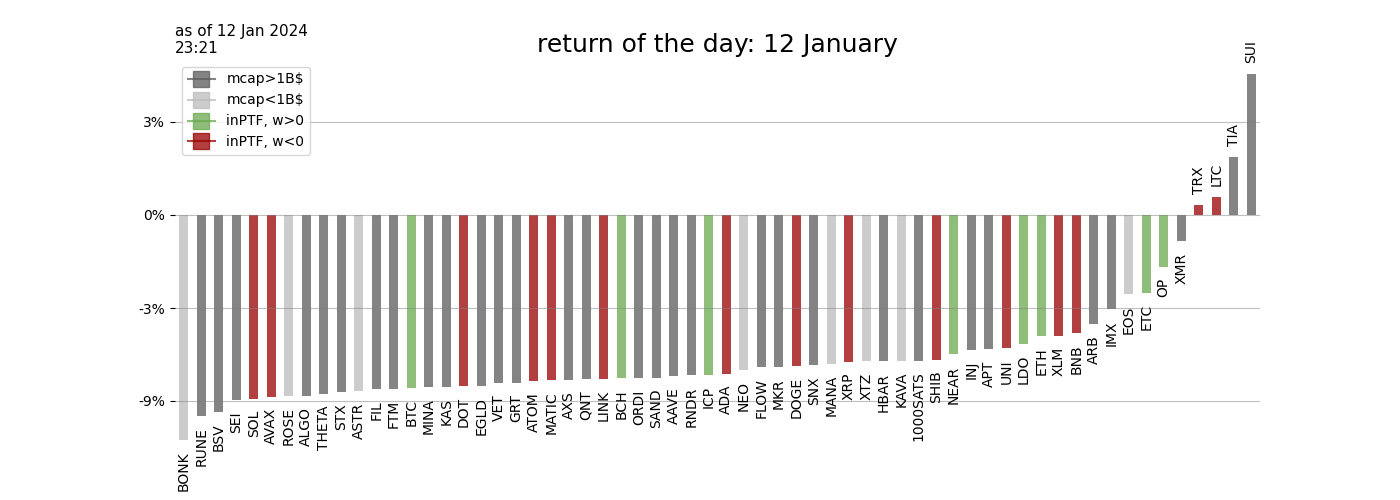 as of 12 Jan 2024
23:21
return of the day: 12 January
mcap>1B$
mcap<1B$
inPTF, w>0
inPTF, w<0
3%
0%
-3%
-9%
BONK
RUNE
BSV
SEI
SOL
AVAX
ROSE
ALGO
THETA
STX
ASTR
FIL
FTM
BTC
MINA
KAS
DOT
EGLD
VET
GRT
ATOM
MATIC
AXS
QNT
LINK
BCH
ORDI
SAND
AAVE
RNDR
ICP
ADA
NEO
FLOW
MKR
DOGE
SNX
MANA
XRP
XTZ
HBAR
KAVA
1000SATS
SHIB
NEAR
INJ
APT
UNI
LDO
ETH
XLM
BNB
ARB
IMX
EOS
ETC
OP
XMR
TRX
LTC
TIA
SUI